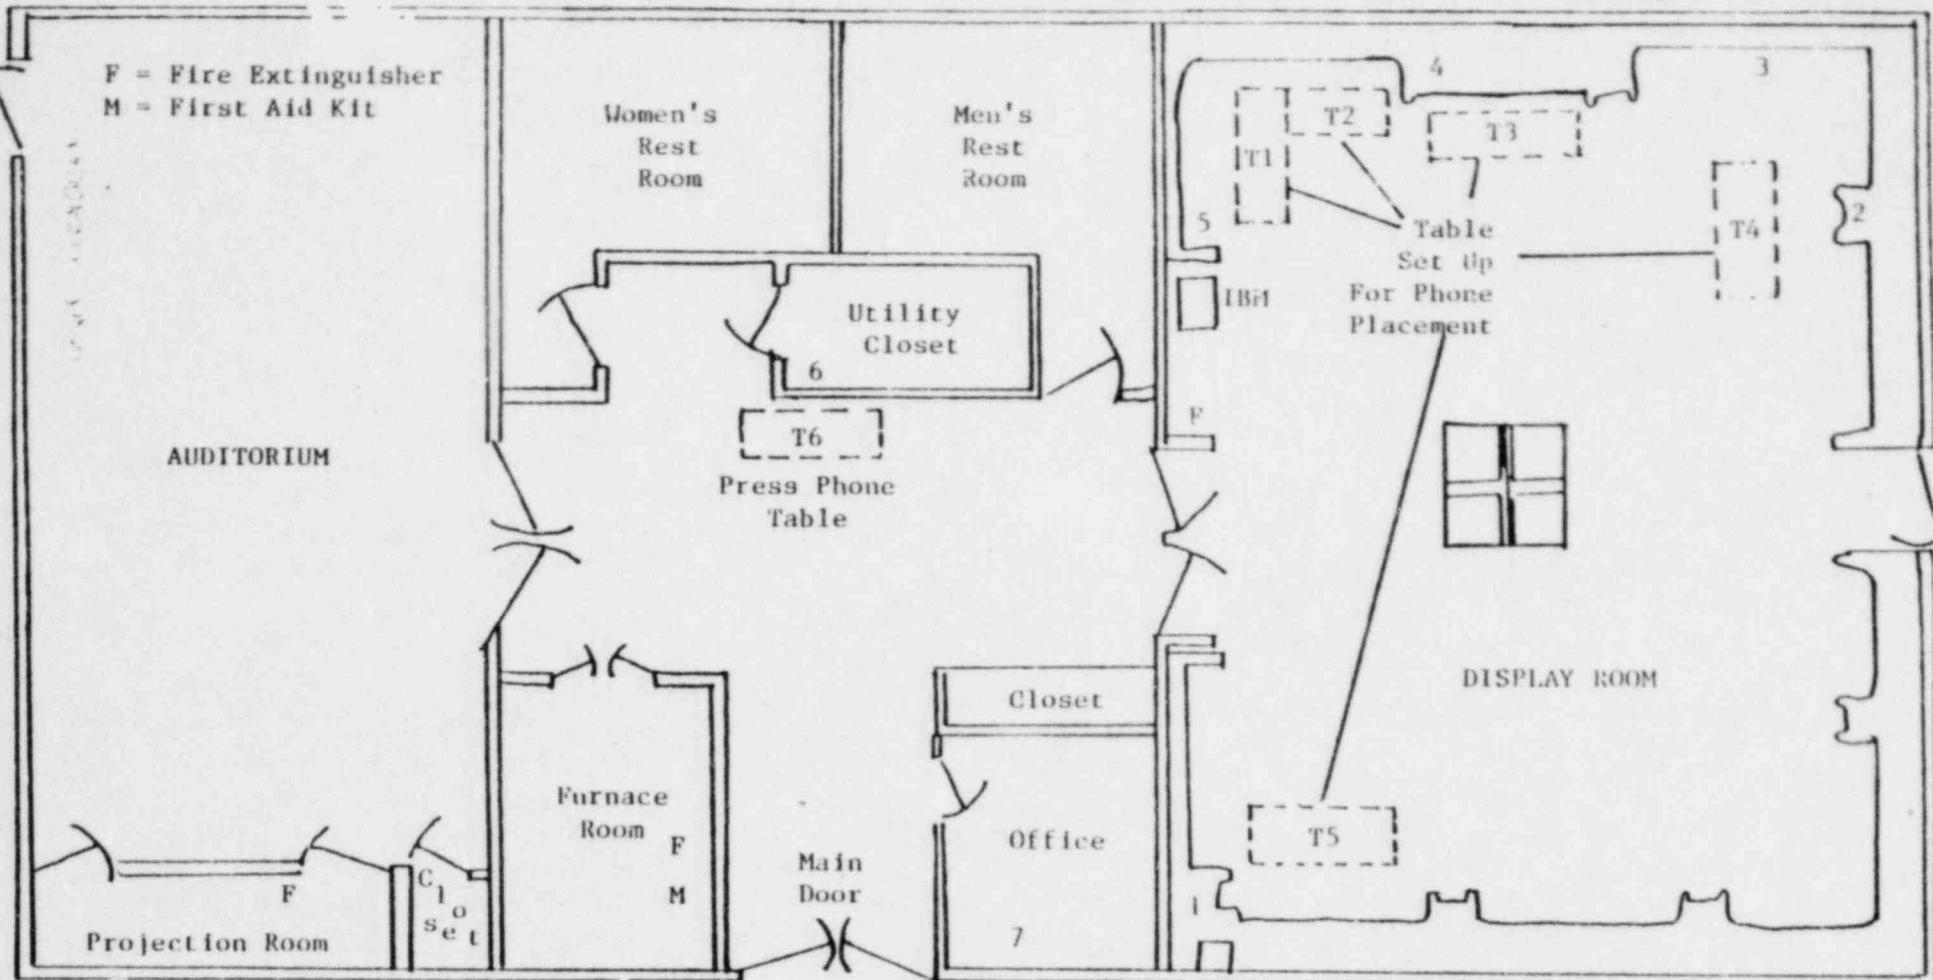 F = Fire Extinguisher
M = First Aid Kit
Women's
Rest
Room
Men's
Rest
Room
4
3
T2
T3
T1
5
2
T4
Table
Set Up
For Phone
Placement
IBM
Utility
Closet
6
F
T6
AUDITORIUM
Press Phone
Table
DISPLAY ROOM
Closet
Furnace
Room
F
M
Main
Door
Office
T5
F
Closet
Projection Room
7
1